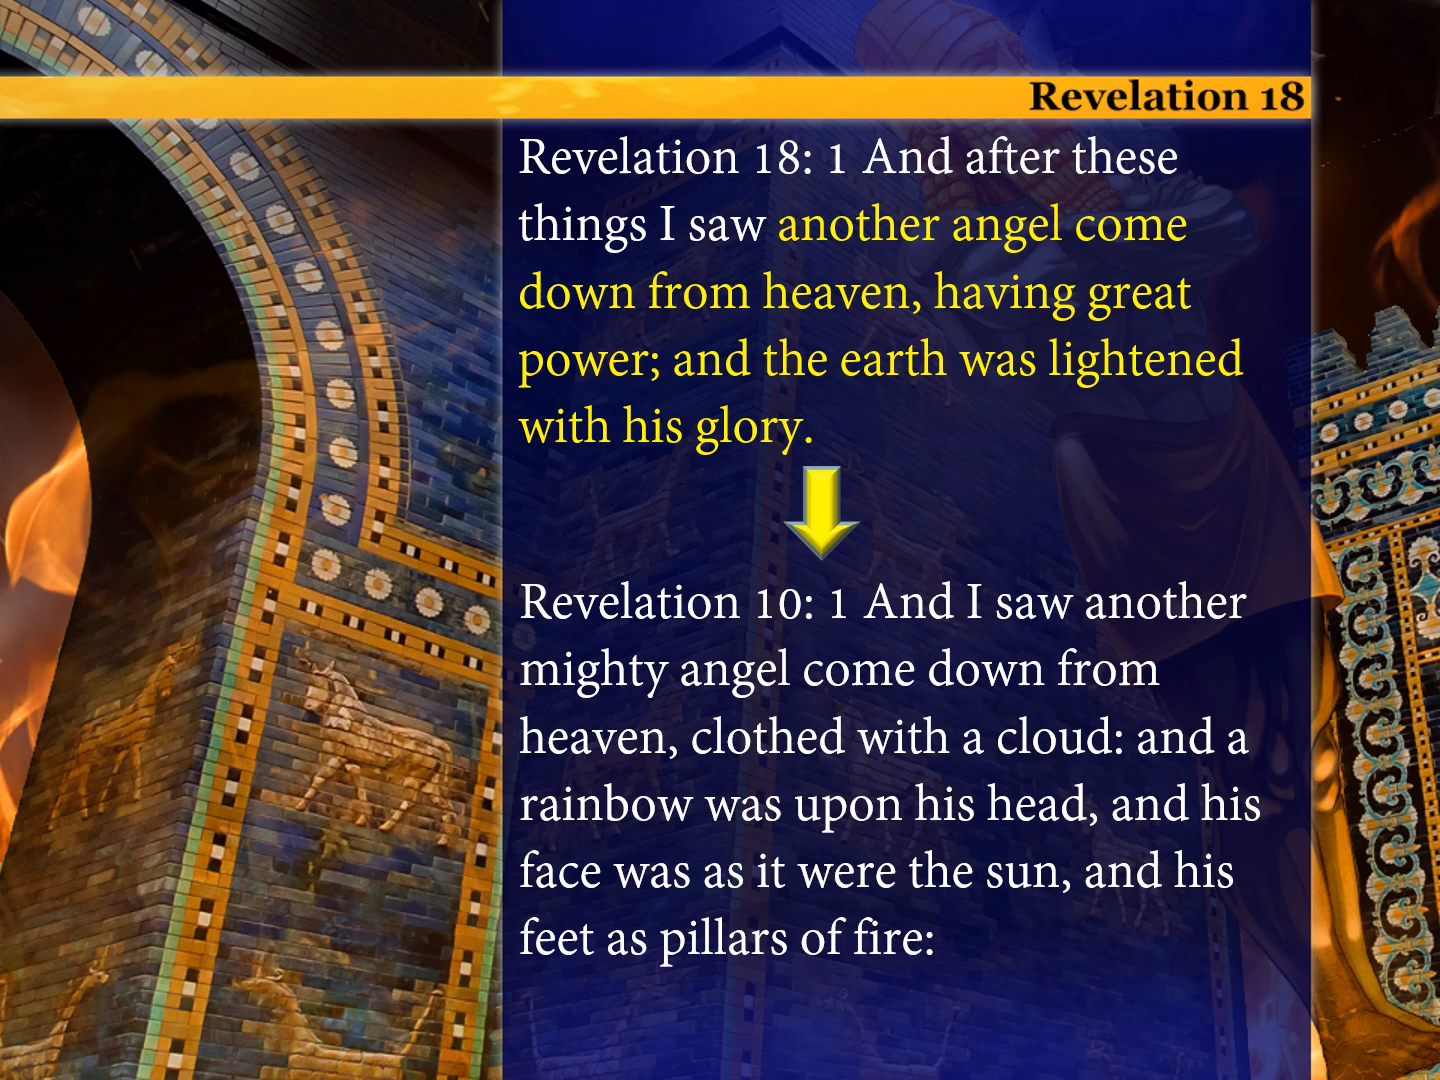 Revelation 18
Revelation 18: 1 And after these
things I saw another angel come
down from heaven, having great
power; and the earth was lightened
with his glory.
Revelation 10: 1 And I saw another
mighty angel come down from
heaven, clothed with a cloud: and a
rainbow was upon his head, and his
face was as it were the sun, and his
feet as pillars of fire: